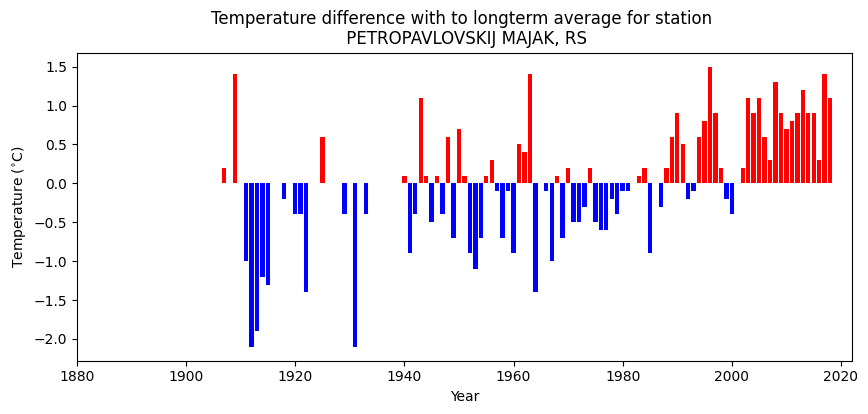 Temperature difference with to longterm average for station
PETROPAVLOVSKIJ MAJAK, RS
1.5
1.0
0.5
0.0
−0.5
−1.0
−1.5
−2.0
Temperature (°C)
1880 1900 1920 1940 1960 1980 2000 2020
Year